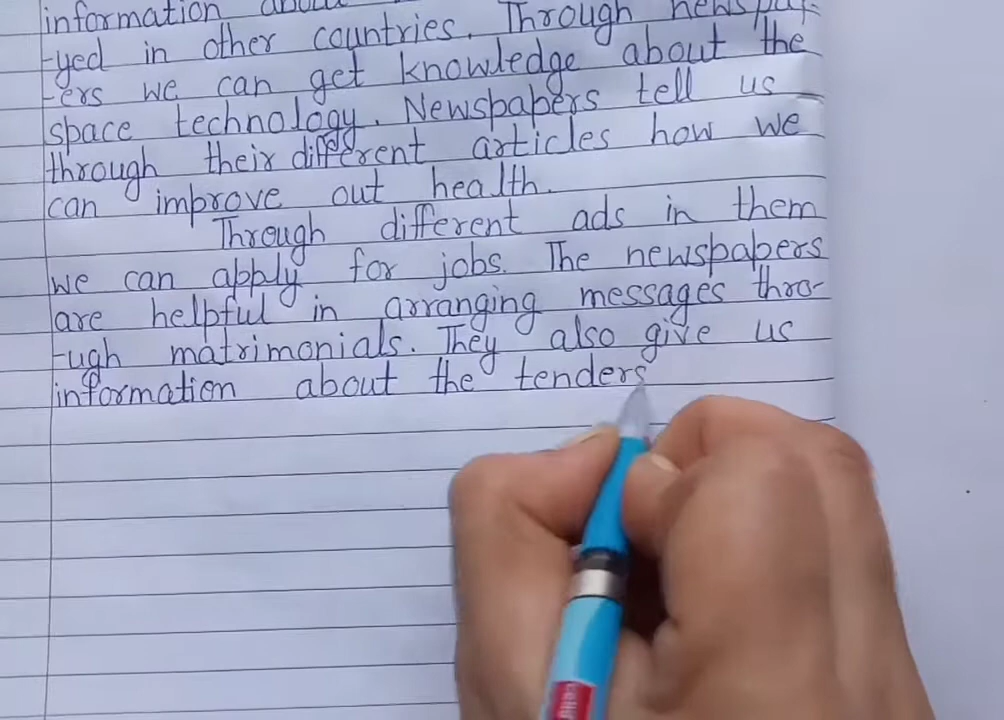 information about
-yed in other countries. Through newspap-
-ers we can get knowledge about the
space technology. Newspapers tell us
through their different articles how we
can improve out health.
Through different ads in them
we can apply for jobs. The newspapers
are helpful in arranging messages thro-
-ugh matrimonials. They also give us
information about the tenders